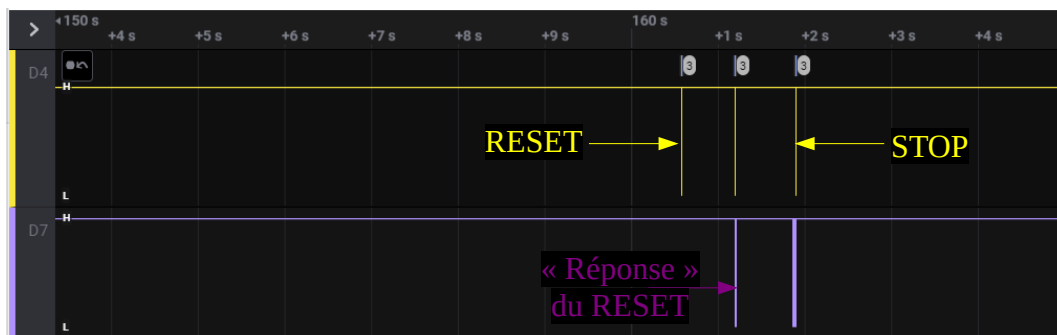 150 s 160 s
+4 s +5 s +6 s +7 s +8 s +9 s +1 s +2 s +3 s +4 s
D4
3 3 3
H
RESET STOP
L
H
D7
« Réponse »
du RESET
L